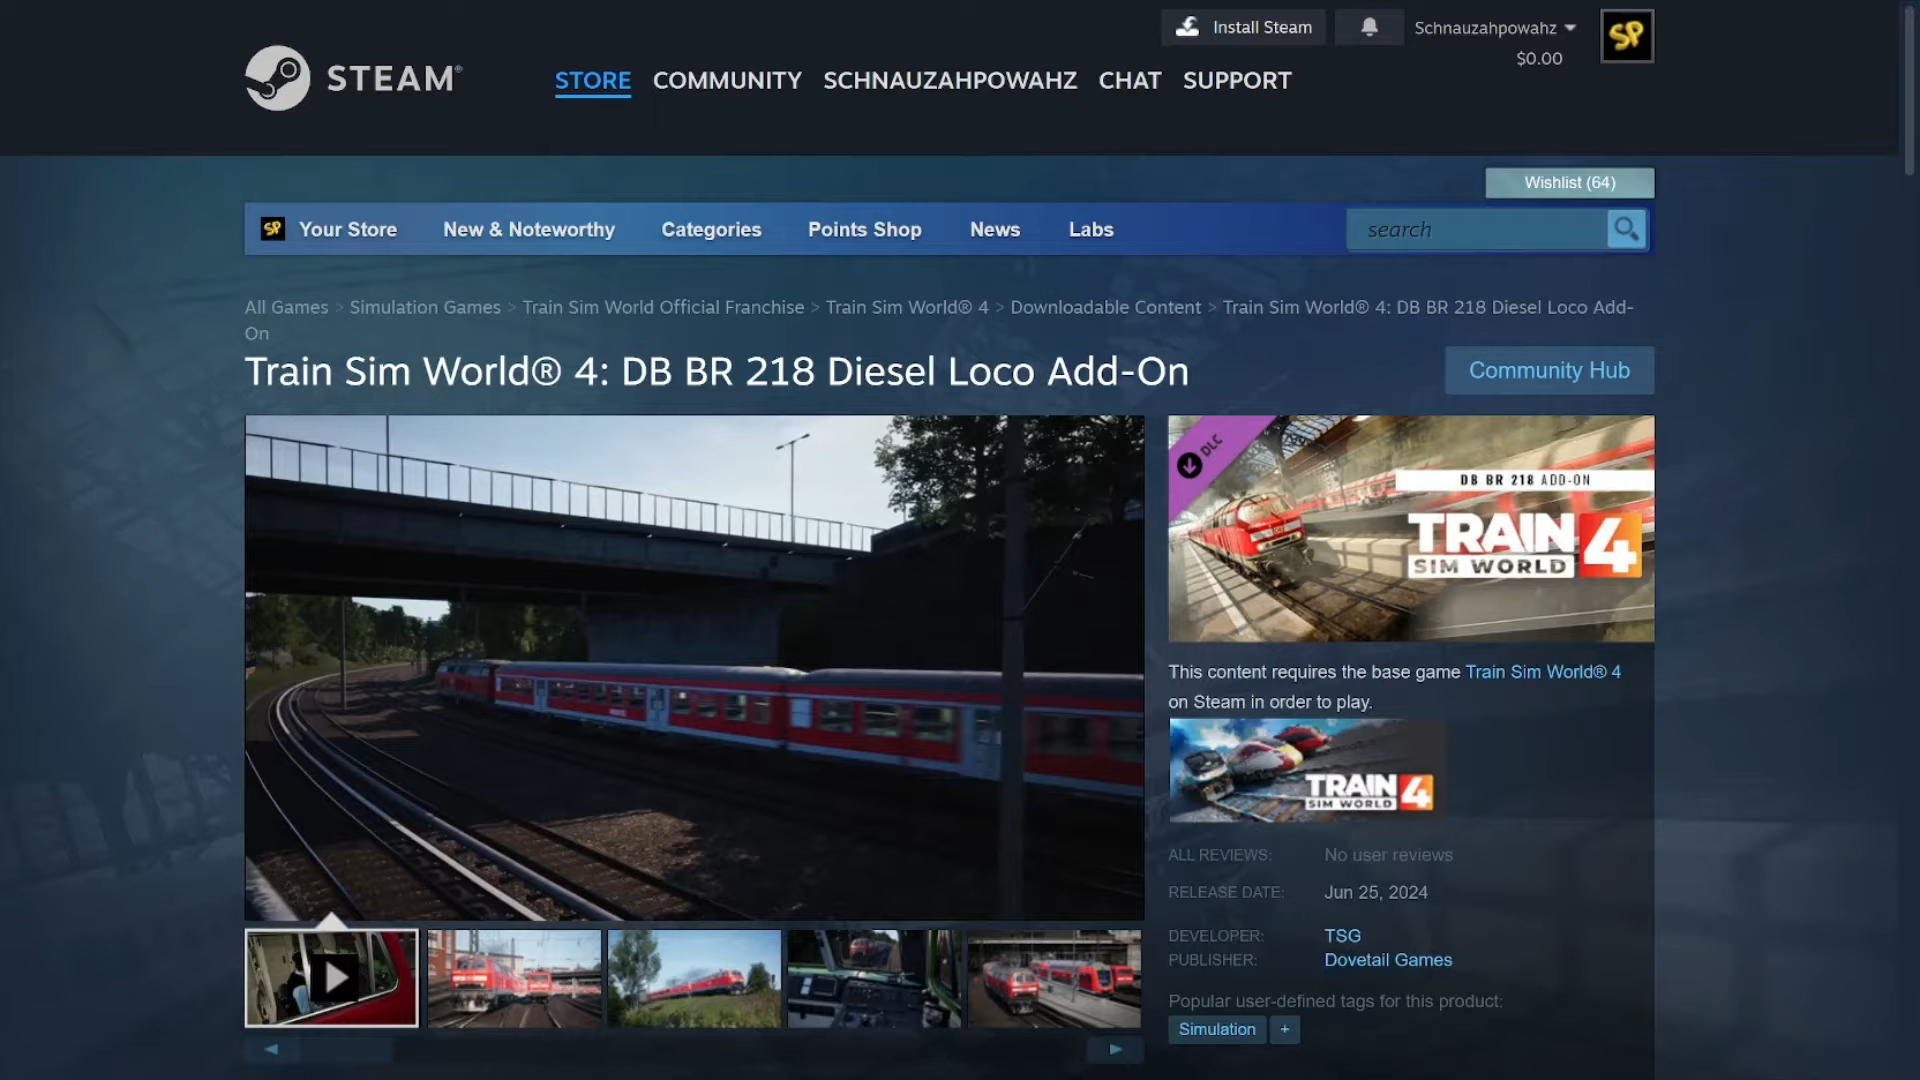 Install Steam
Schnauzahpowahz
$0.00
SP
STEAM®
STORE COMMUNITY SCHNAUZAHPOWAHZ CHAT SUPPORT
Wishlist (64)
SP Your Store New & Noteworthy Categories Points Shop News Labs search
All Games > Simulation Games > Train Sim World Official Franchise > Train Sim World® 4 > Downloadable Content > Train Sim World® 4: DB BR 218 Diesel Loco Add-
On
Train Sim World® 4: DB BR 218 Diesel Loco Add-On
Community Hub
DLC
DB BR 218 ADD-ON
TRAIN 4
SIM WORLD
This content requires the base game Train Sim World® 4
on Steam in order to play.
TRAIN 4
SIM WORLD
ALL REVIEWS: No user reviews
RELEASE DATE: Jun 25, 2024
DEVELOPER: TSG
PUBLISHER: Dovetail Games
Popular user-defined tags for this product:
Simulation +